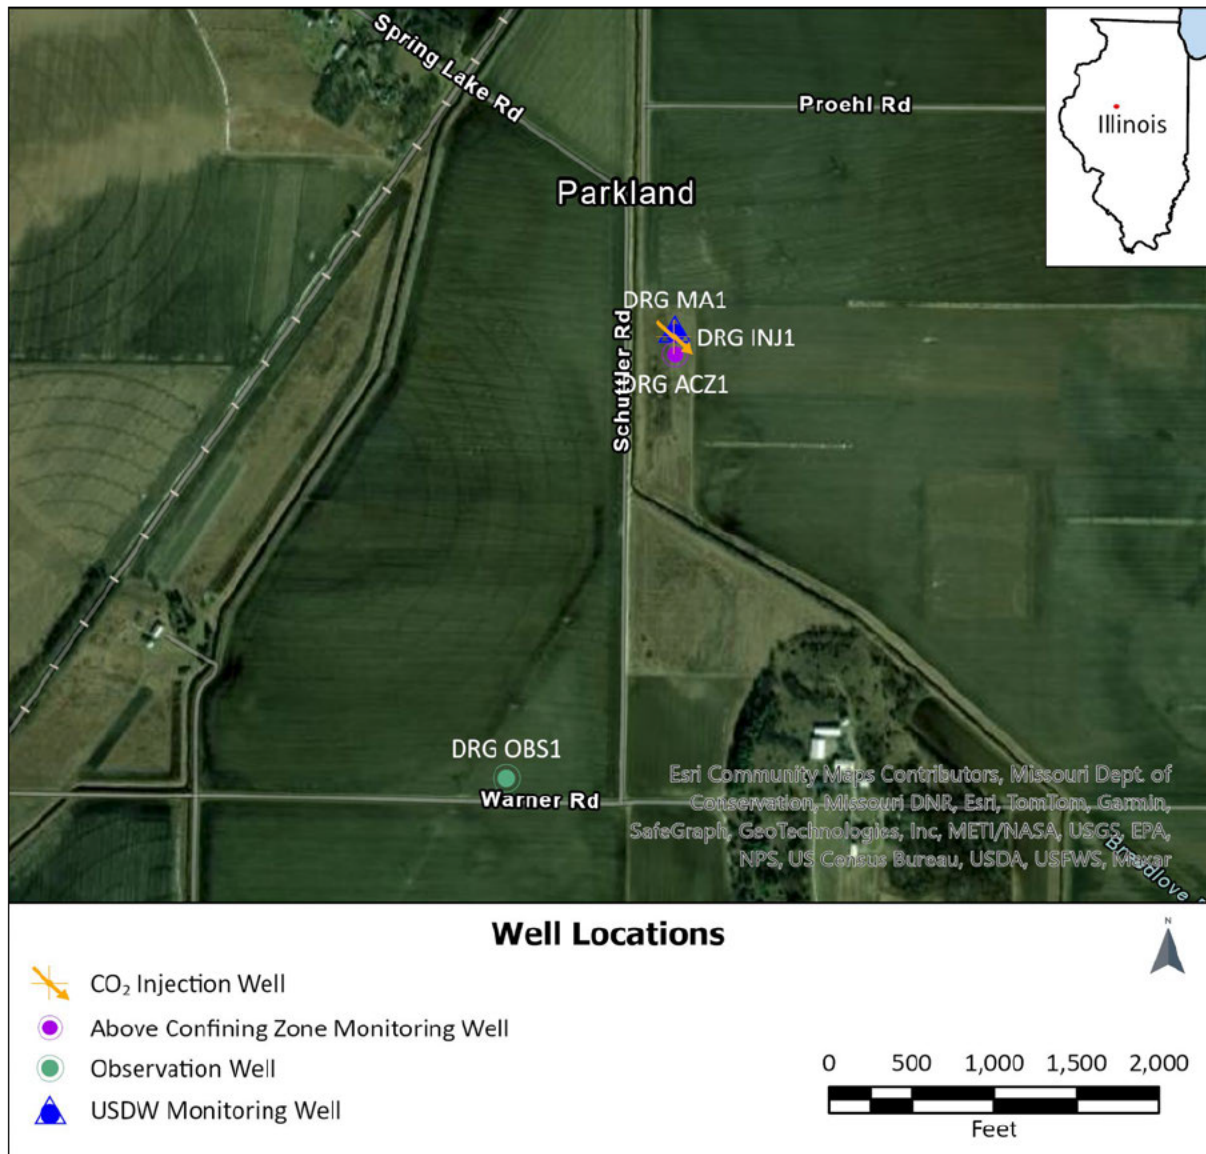 Spring Lake Rd
Proehl Rd
Illinois
Parkland
DRG MA1
DRG INJ1
DRG ACZ1
Schuttler Rd
DRG OBS1
Warner Rd
Esri Community Maps Contributors, Missouri Dept. of
Conservation, Missouri DNR, Esri, TomTom, Garmin,
SafeGraph, GeoTechnologies, Inc, METI/NASA, USGS, EPA,
NPS, US Census Bureau, USDA, USFWS, Maxar
Breedlove
Well Locations
N
CO₂ Injection Well
Above Confining Zone Monitoring Well
Observation Well
USDW Monitoring Well
0 500 1,000 1,500 2,000
Feet